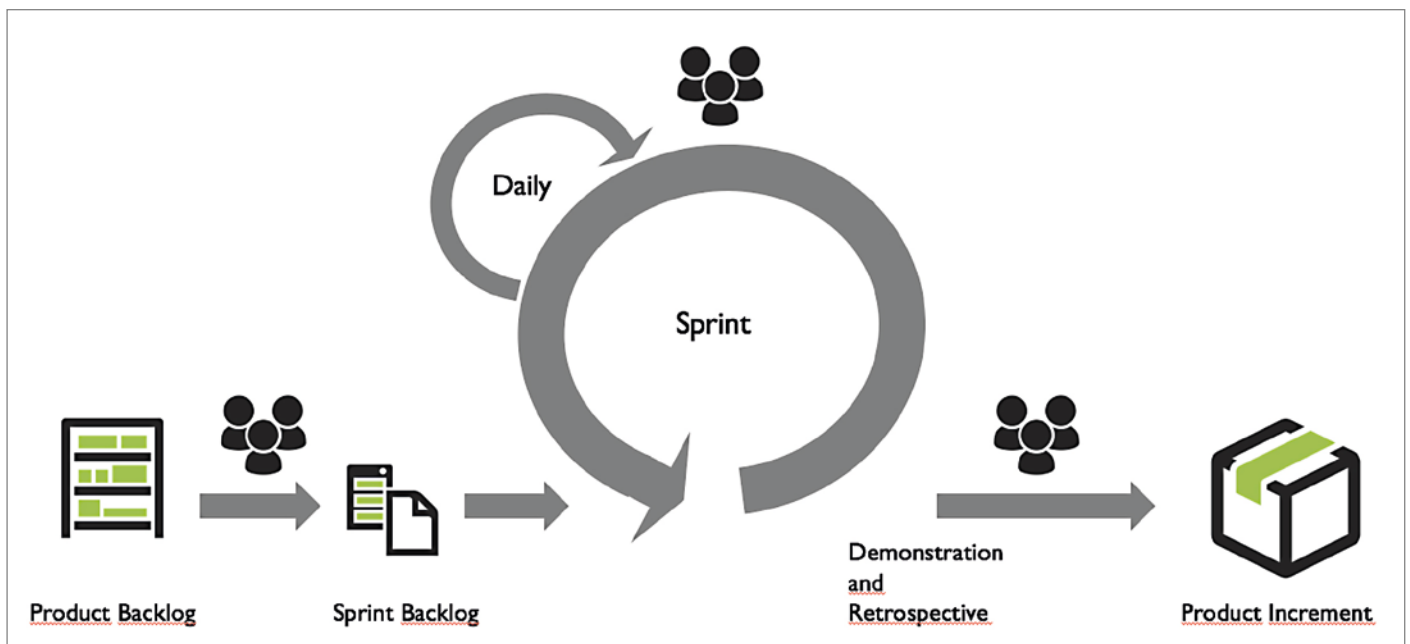 Daily
Sprint
Product Backlog
Sprint Backlog
Demonstration
and
Retrospective
Product Increment